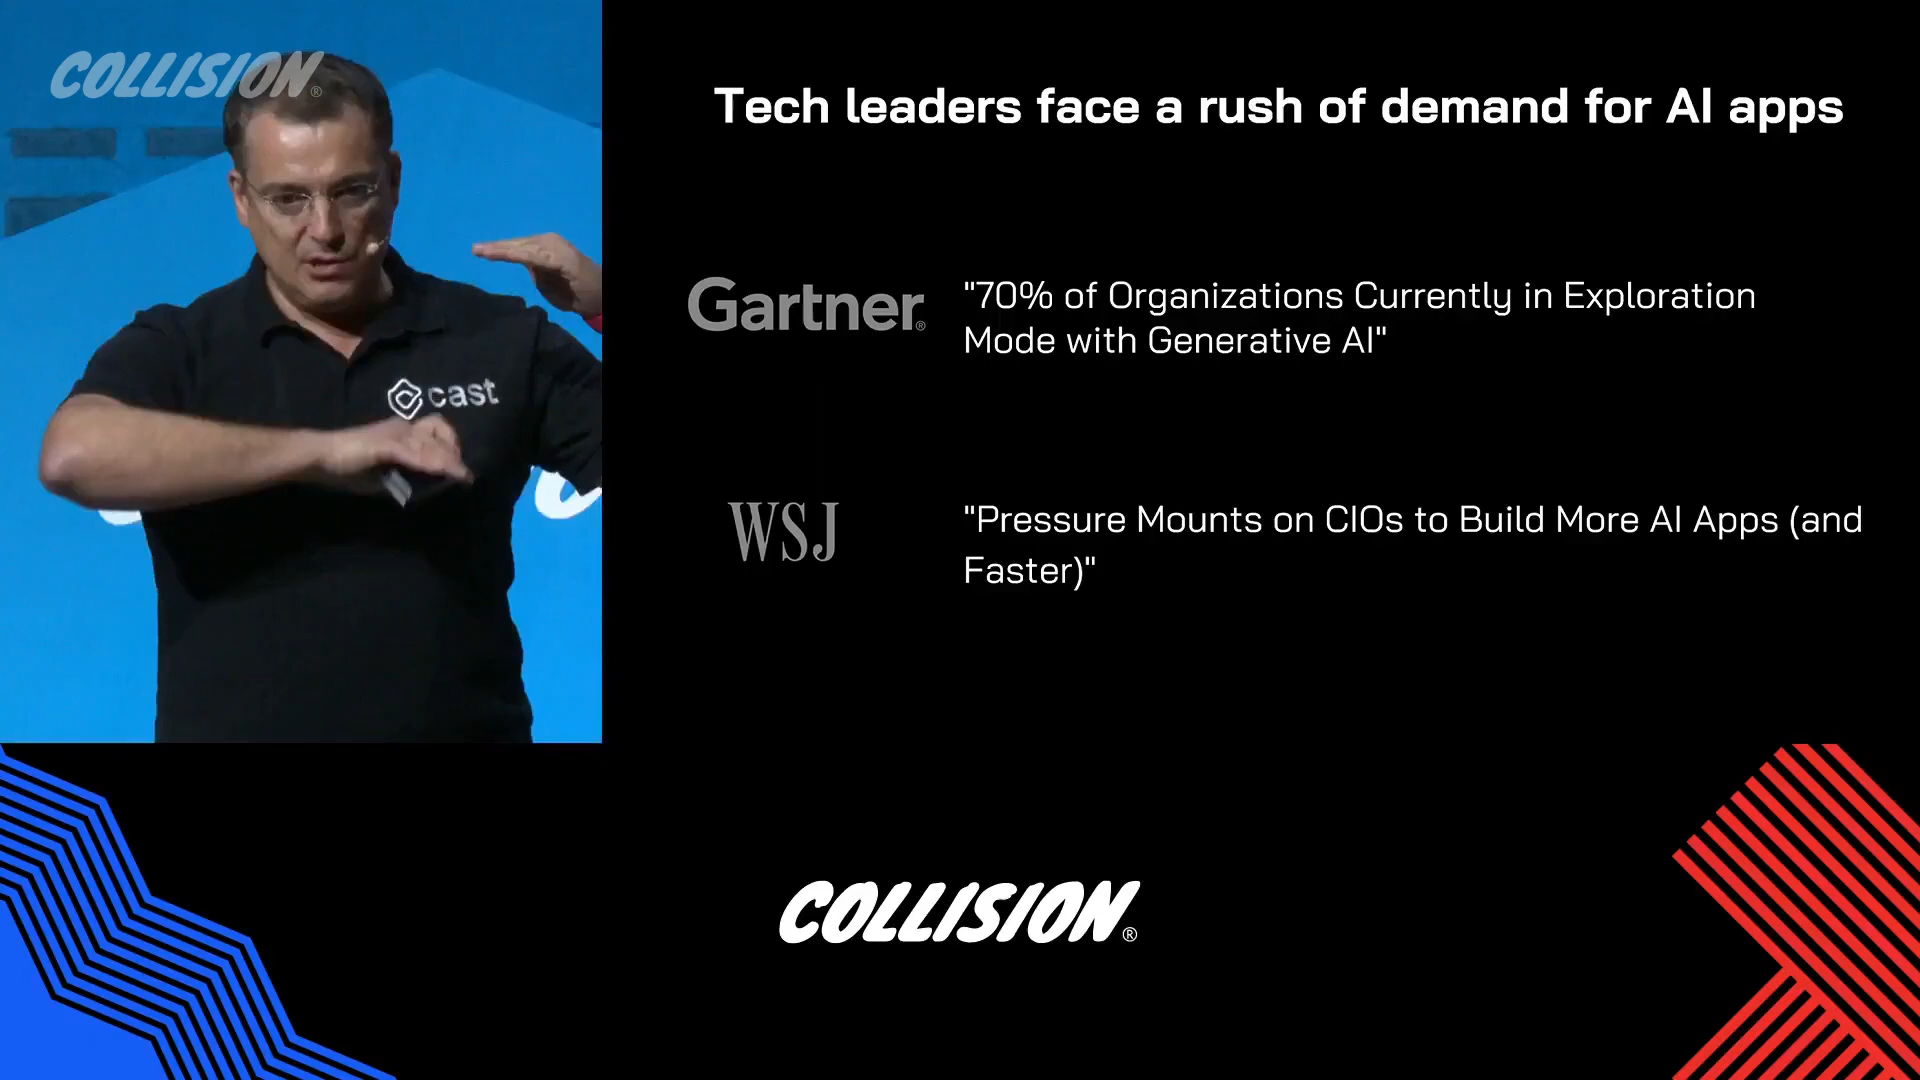 COLLISION®
Tech leaders face a rush of demand for AI apps
Gartner®
"70% of Organizations Currently in Exploration
Mode with Generative AI"
cast
WSJ
"Pressure Mounts on CIOs to Build More AI Apps (and
Faster)"
COLLISION®